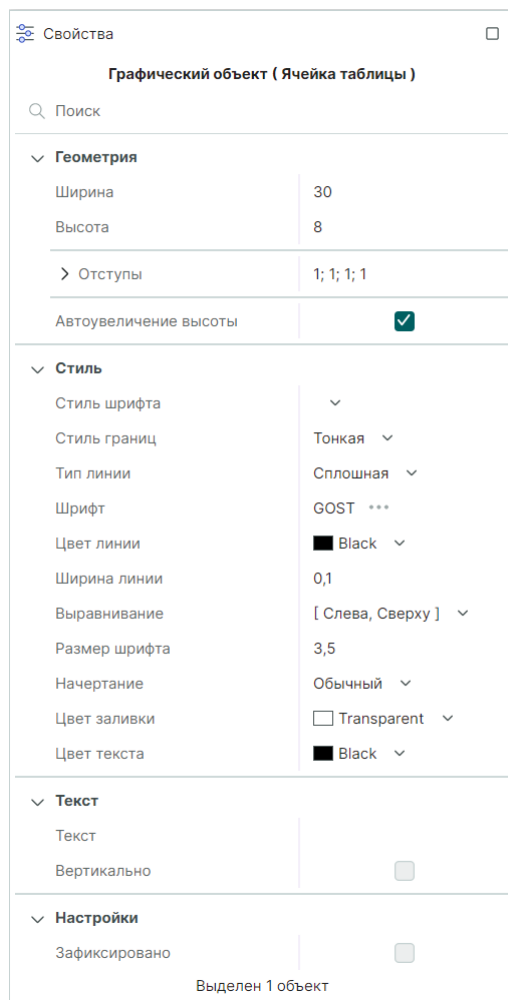 Свойства
Графический объект ( Ячейка таблицы )
Поиск
Геометрия
Ширина 30
Высота 8
Отступы 1; 1; 1; 1
Автоувеличение высоты
Стиль
Стиль шрифта
Стиль границ Тонкая
Тип линии Сплошная
Шрифт GOST •••
Цвет линии Black
Ширина линии 0,1
Выравнивание [ Слева, Сверху ]
Размер шрифта 3,5
Начертание Обычный
Цвет заливки Transparent
Цвет текста Black
Текст
Текст
Вертикально
Настройки
Зафиксировано
Выделен 1 объект